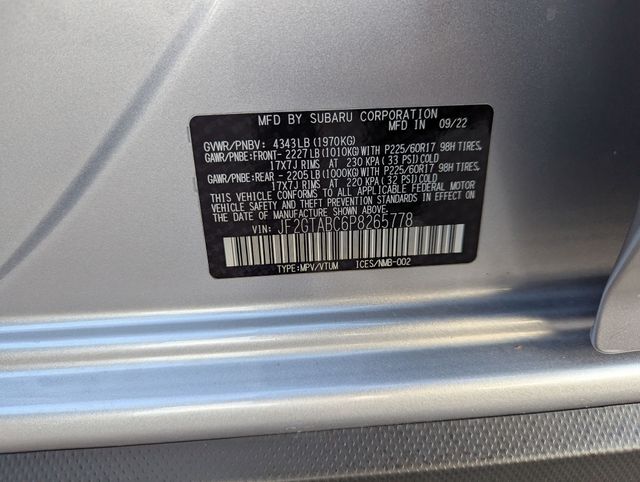 MFD BY SUBARU CORPORATION
MFD IN 09/22
GVWR/PNBV: 4343LB(1970KG)
GAWR/PNBE:FRONT- 2227LB(1010KG)WITH P225/60R17 98H TIRES,
17X7J RIMS AT 230 KPA(33 PSI)COLD
GAWR/PNBE:REAR - 2205LB(1000KG)WITH P225/60R17 98H TIRES,
17X7J RIMS AT 220 KPA(32 PSI)COLD
THIS VEHICLE CONFORMS TO ALL APPLICABLE FEDERAL MOTOR
VEHICLE SAFETY AND THEFT PREVENTION STANDARDS IN EFFECT
ON THE DATE OF MANUFACTURE SHOWN ABOVE.
VIN: JF2GTABC6P8265778
TYPE:MPV/VTUM ICES/NMB-002